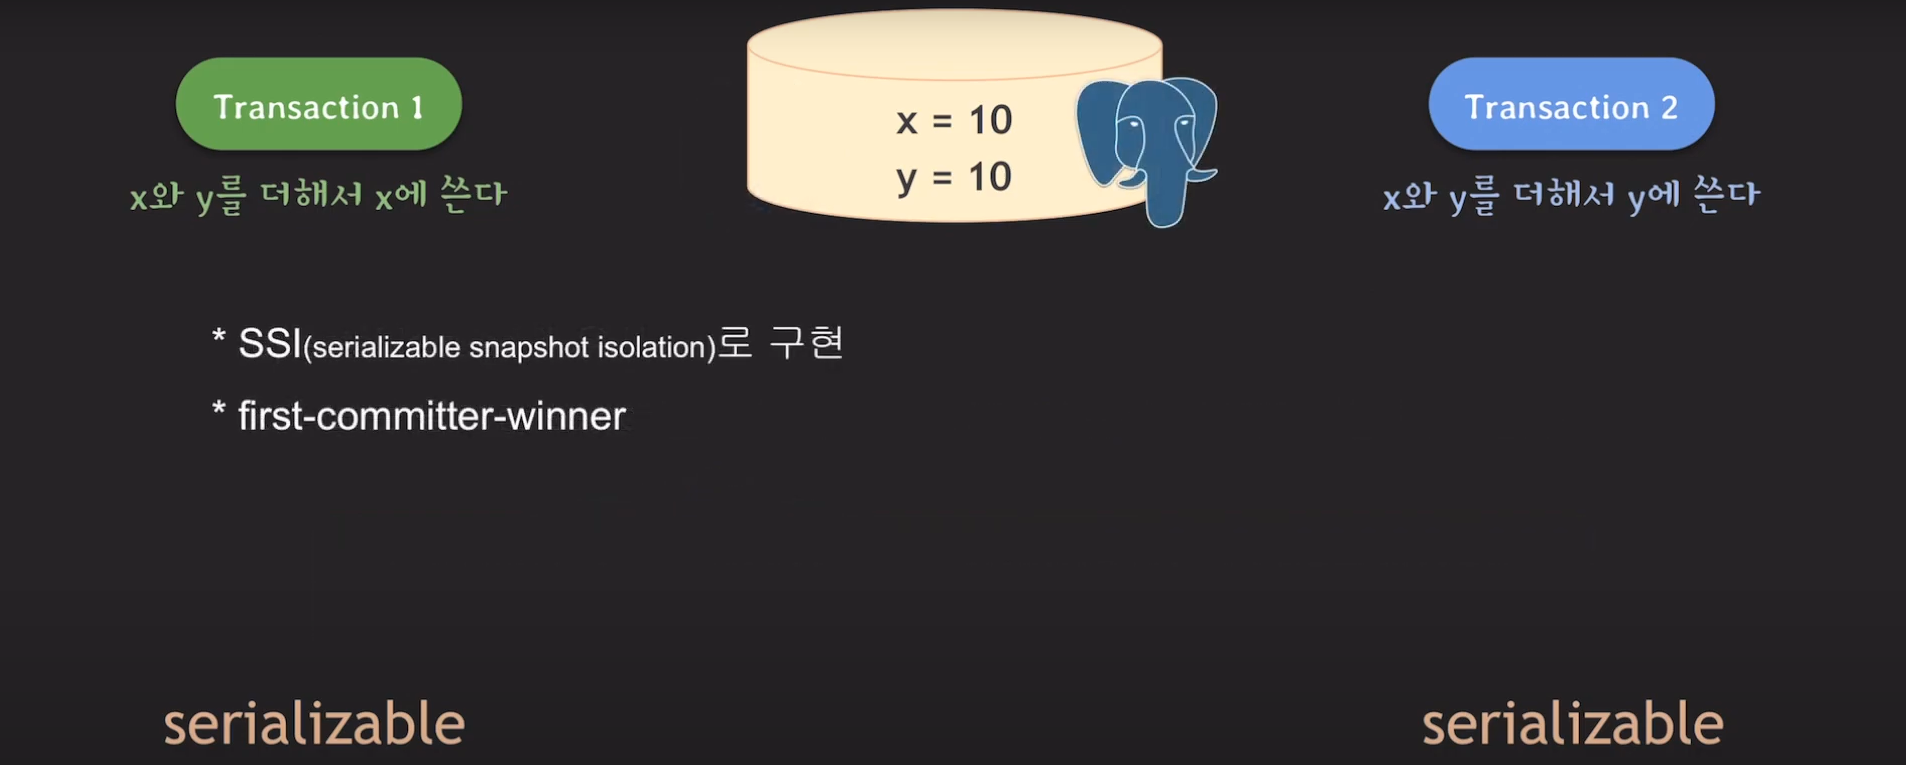 Transaction 1
x와 y를 더해서 x에 쓴다
x = 10
y = 10
Transaction 2
x와 y를 더해서 y에 쓴다
* SSI(serializable snapshot isolation)로 구현
* first-committer-winner
serializable
serializable